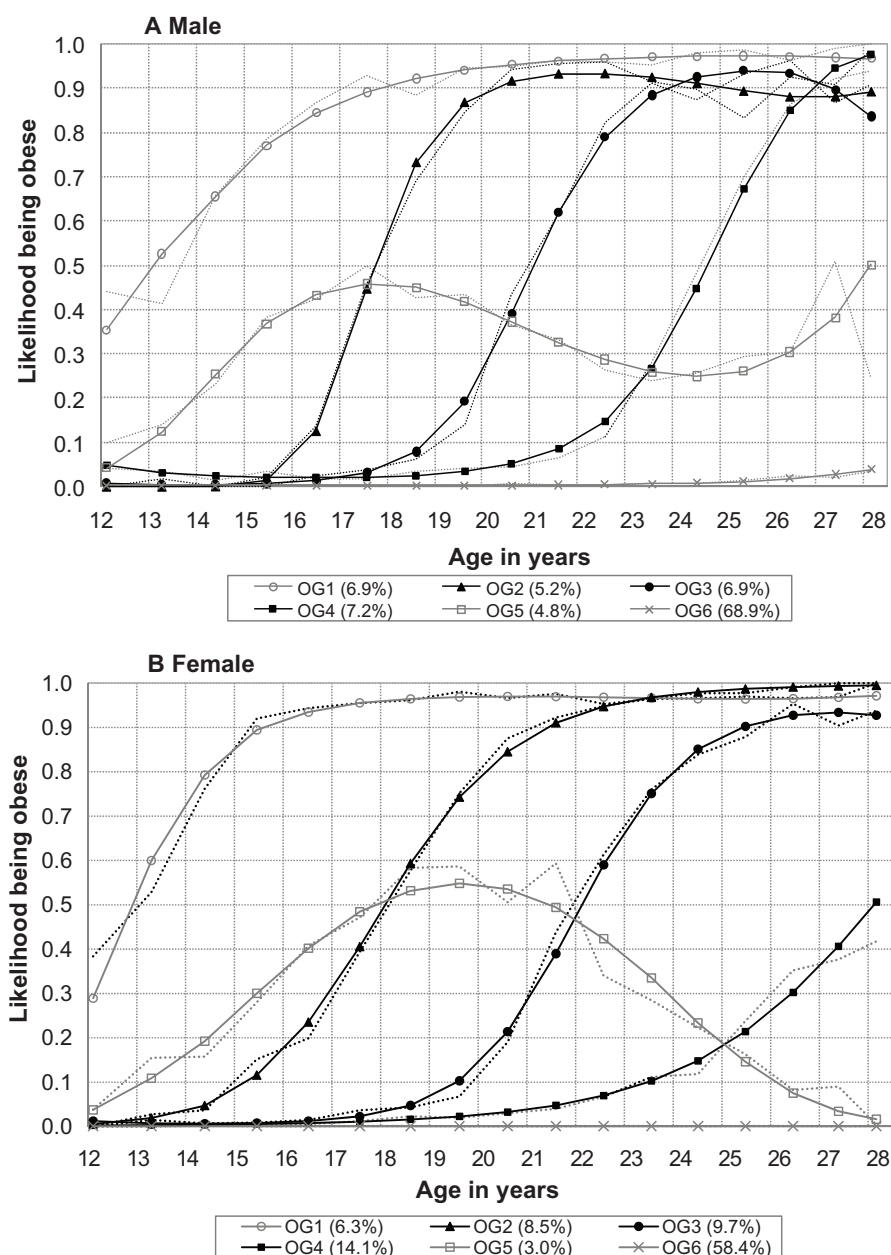 A Male
1.0
0.9
0.8
0.7
0.6
0.5
0.4
0.3
0.2
0.1
0.0
Likelihood being obese
12 13 14 15 16 17 18 19 20 21 22 23 24 25 26 27 28
Age in years
OG1 (6.9%) OG2 (5.2%) OG3 (6.9%)
OG4 (7.2%) OG5 (4.8%) OG6 (68.9%)
B Female
1.0
0.9
0.8
0.7
0.6
0.5
0.4
0.3
0.2
0.1
0.0
Likelihood being obese
12 13 14 15 16 17 18 19 20 21 22 23 24 25 26 27 28
Age in years
OG1 (6.3%) OG2 (8.5%) OG3 (9.7%)
OG4 (14.1%) OG5 (3.0%) OG6 (58.4%)